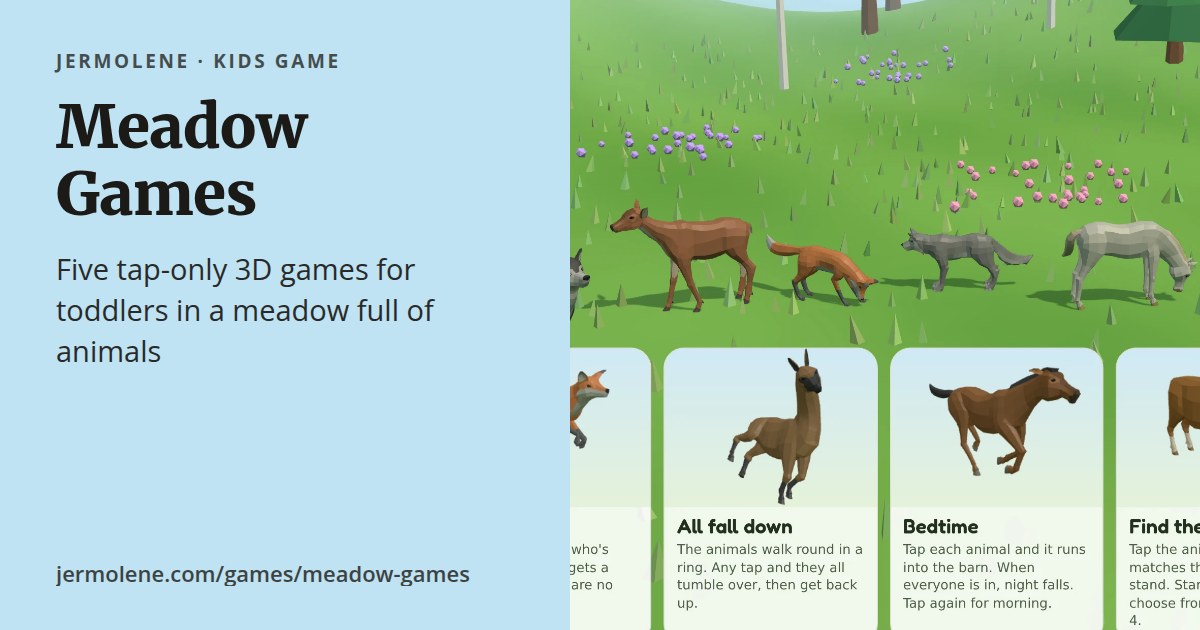 JERMOLENE · KIDS GAME
Meadow
Games
Five tap-only 3D games for
toddlers in a meadow full of
animals
jermolene.com/games/meadow-games
who's
gets a
are no
All fall down
The animals walk round in a
ring. Any tap and they all
tumble over, then get back
up.
Bedtime
Tap each animal and it runs
into the barn. When
everyone is in, night falls.
Tap again for morning.
Find the
Tap the ani
matches th
stand. Star
choose from
4.